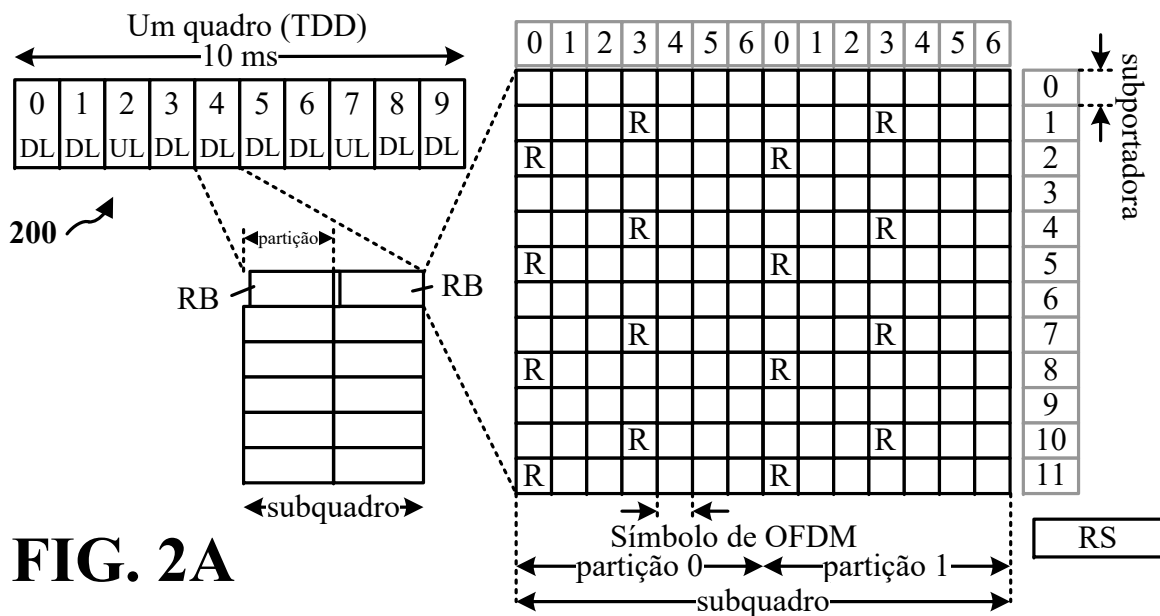 Um quadro (TDD)
10 ms
0 1 2 3 4 5 6 7 8 9
DL DL UL DL DL DL DL UL DL DL
200
partição
RB RB
subquadro
0 1 2 3 4 5 6 0 1 2 3 4 5 6
subportadora
0
R R 1
R R 2
3
R R 4
R R 5
6
R R 7
R R 8
9
R R 10
R R 11
Símbolo de OFDM
partição 0 partição 1
subquadro
RS
FIG. 2A